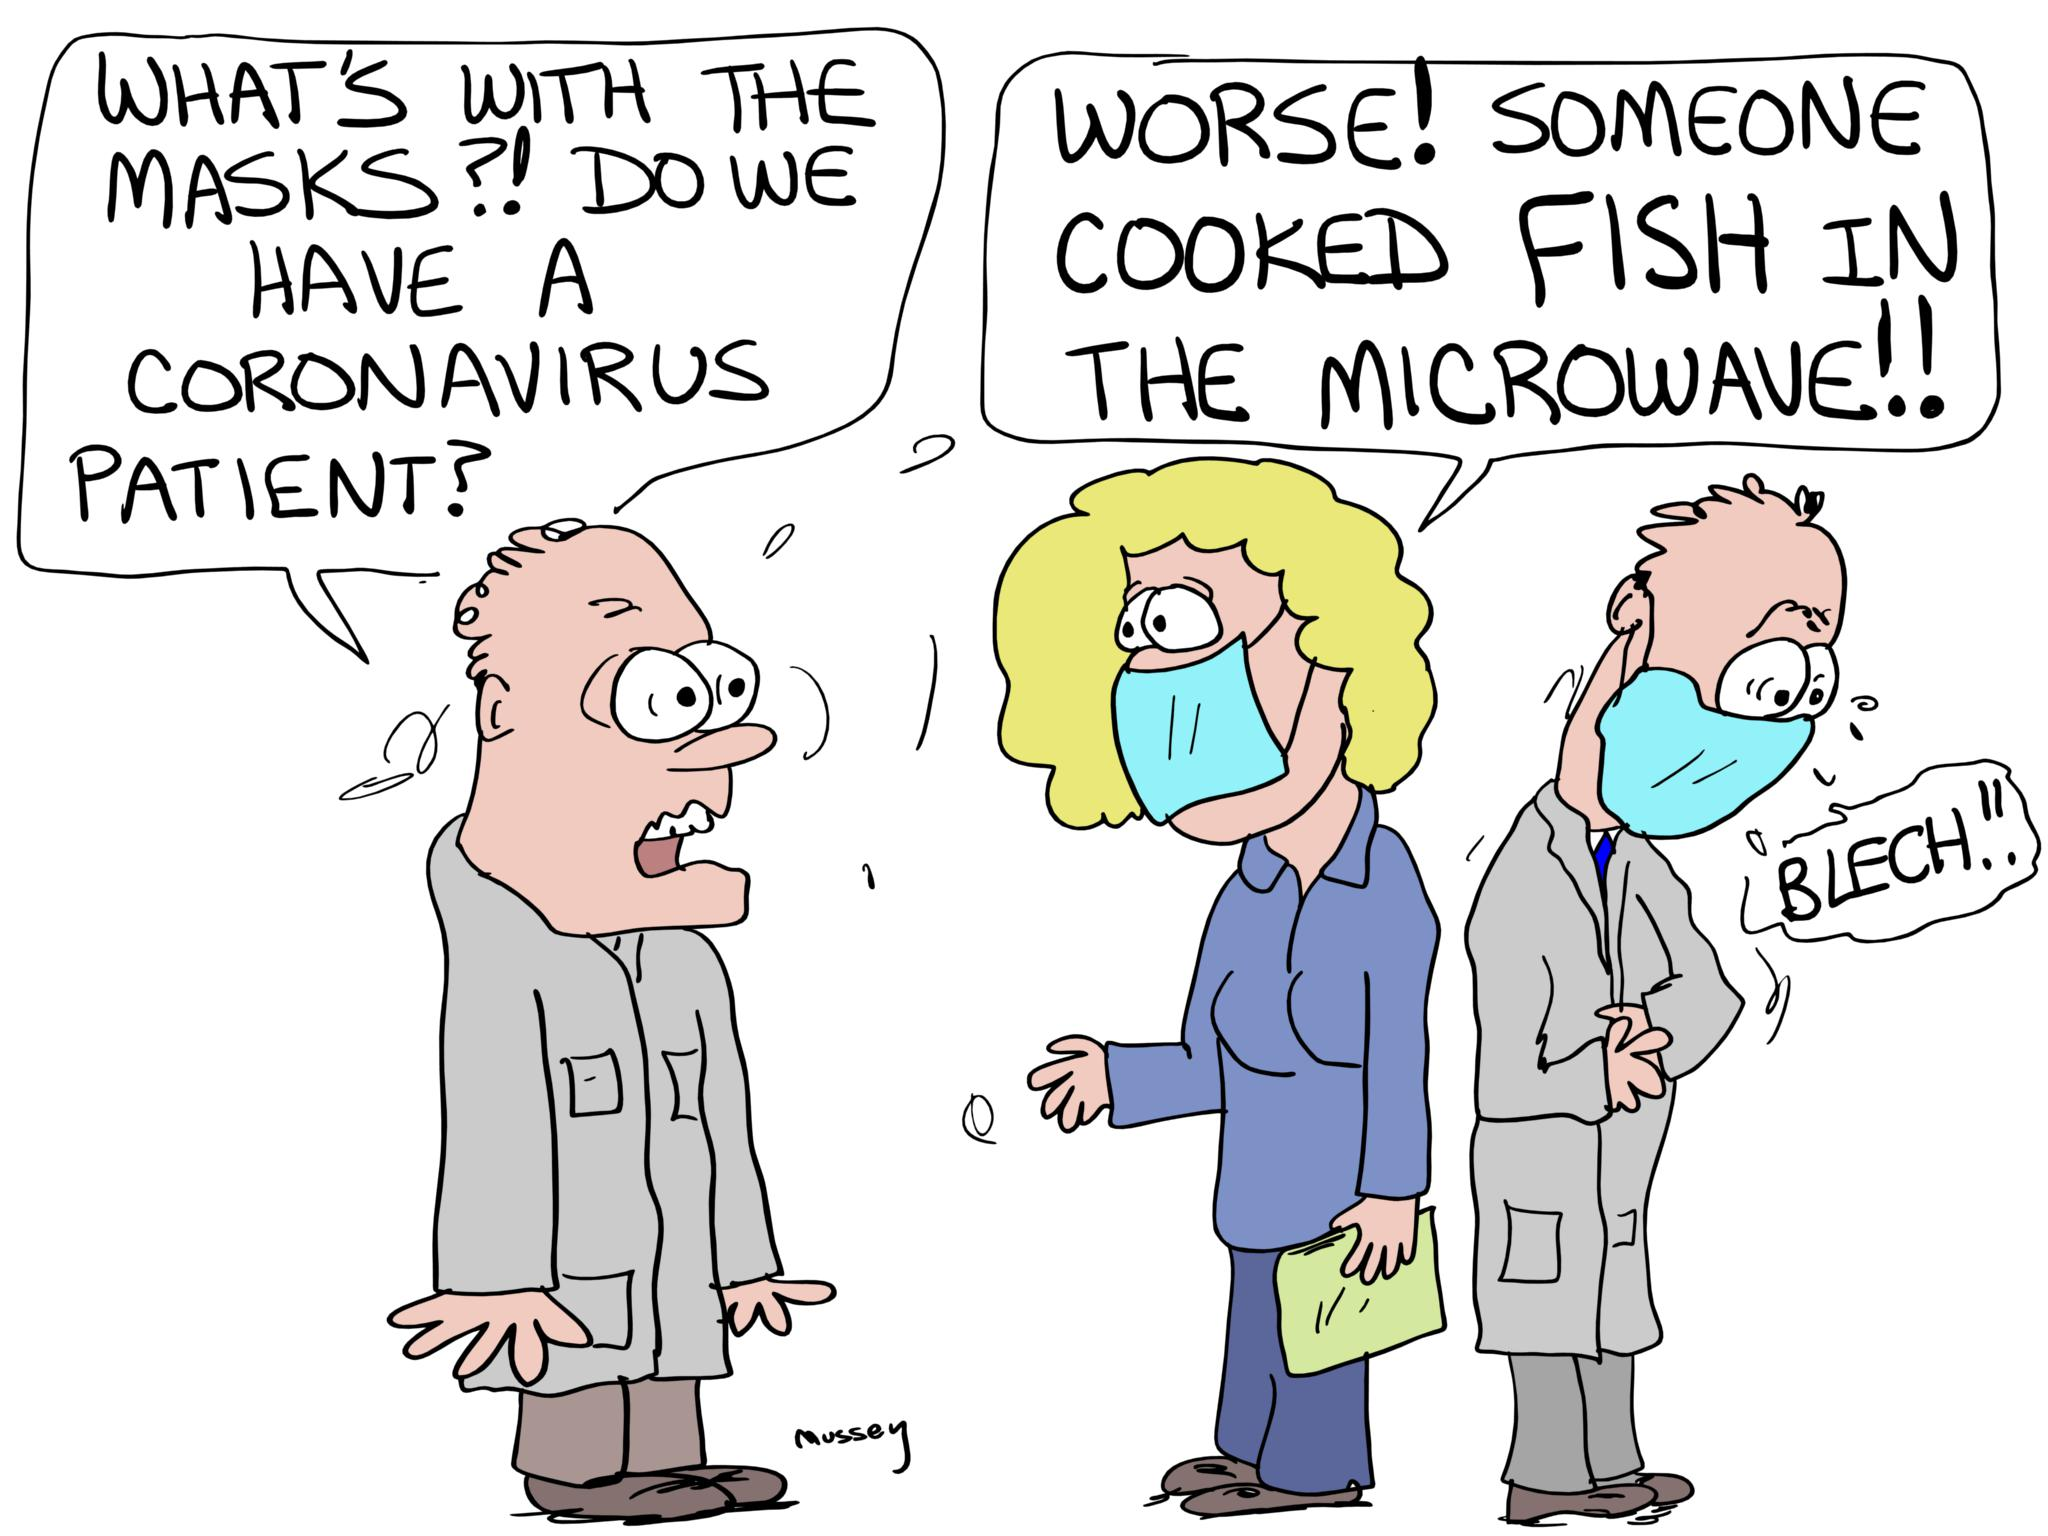 WHAT'S WITH THE
MASKS?! DO WE
HAVE A
CORONAVIRUS
PATIENT?
WORSE! SOMEONE
COOKED FISH IN
THE MICROWAVE!!
BLECH!!
mussey